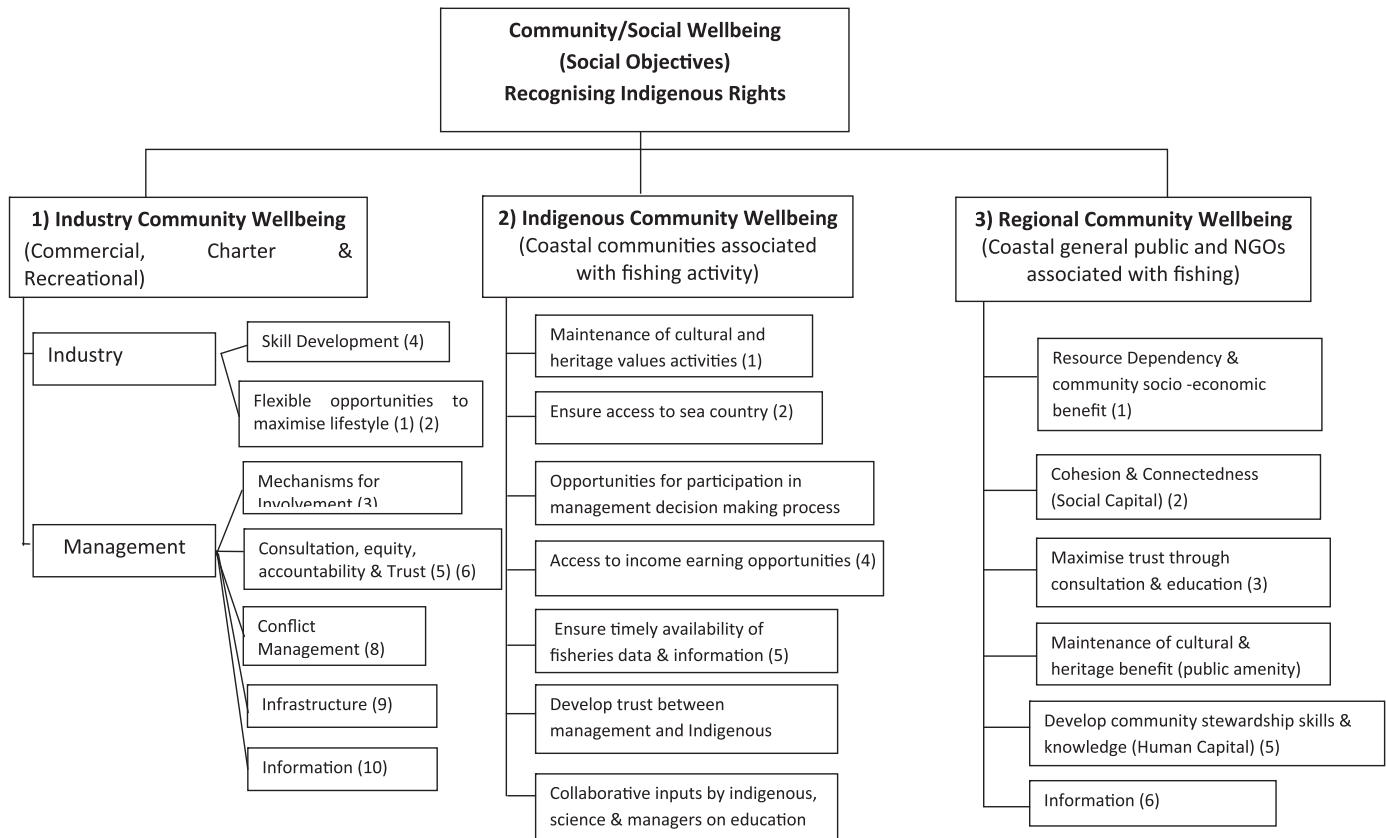 Community/Social Wellbeing
(Social Objectives)
Recognising Indigenous Rights
1) Industry Community Wellbeing
(Commercial, Charter &
Recreational)
Industry
Skill Development (4)
Flexible opportunities to
maximise lifestyle (1) (2)
Management
Mechanisms for
Involvement (3)
Consultation, equity,
accountability & Trust (5) (6)
Conflict
Management (8)
Infrastructure (9)
Information (10)
2) Indigenous Community Wellbeing
(Coastal communities associated
with fishing activity)
Maintenance of cultural and
heritage values activities (1)
Ensure access to sea country (2)
Opportunities for participation in
management decision making process
Access to income earning opportunities (4)
Ensure timely availability of
fisheries data & information (5)
Develop trust between
management and Indigenous
Collaborative inputs by indigenous,
science & managers on education
3) Regional Community Wellbeing
(Coastal general public and NGOs
associated with fishing)
Resource Dependency &
community socio -economic
benefit (1)
Cohesion & Connectedness
(Social Capital) (2)
Maximise trust through
consultation & education (3)
Maintenance of cultural &
heritage benefit (public amenity)
Develop community stewardship skills &
knowledge (Human Capital) (5)
Information (6)